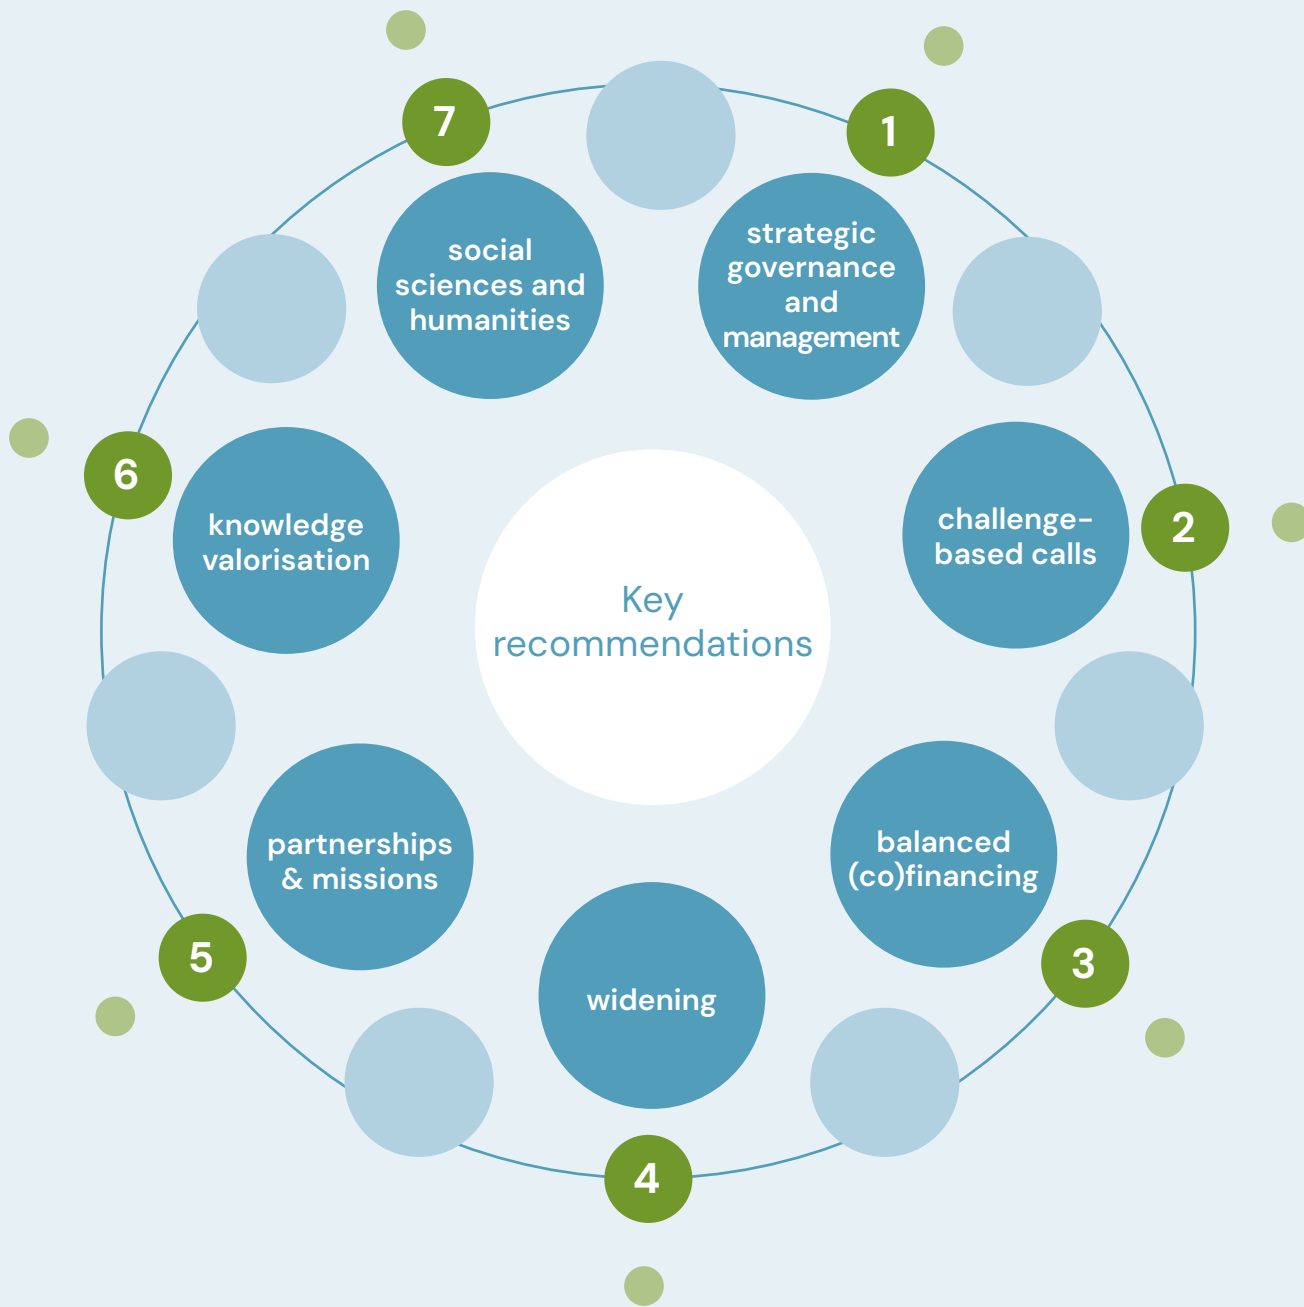 Key
recommendations
1
strategic
governance
and
management
2
challenge-
based calls
3
balanced
(co)financing
4
widening
5
partnerships
& missions
6
knowledge
valorisation
7
social
sciences and
humanities